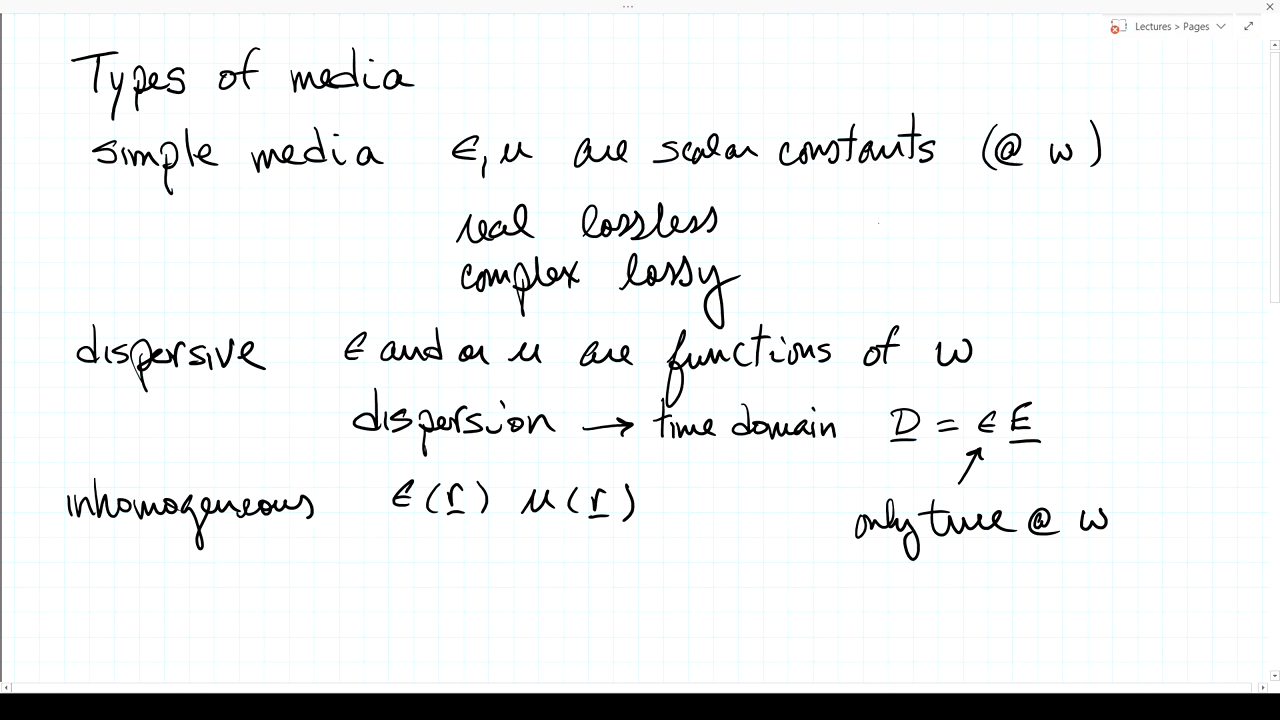 Lectures > Pages
Types of media
simple media ϵ, μ are scalar constants (@ ω)
real lossless
complex lossy
dispersive ϵ and or μ are functions of ω
dispersion → time domain D = ϵ E
inhomogeneous ϵ(r) μ(r)
only true @ ω